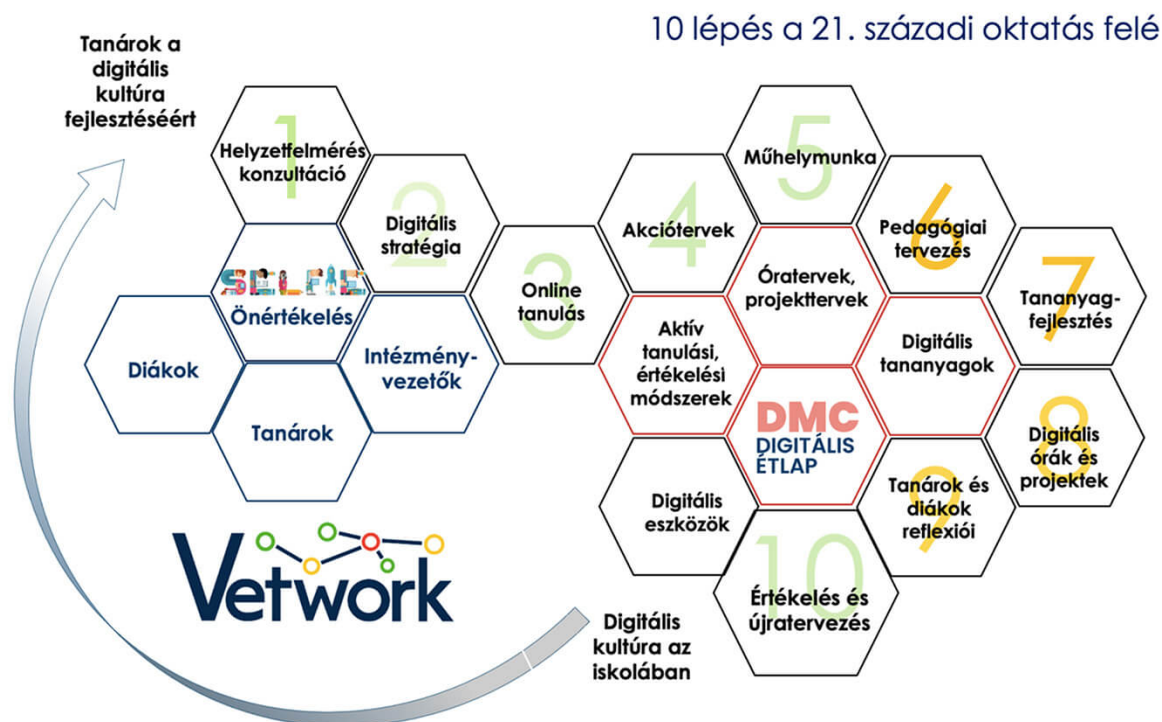 10 lépés a 21. századi oktatás felé
Tanárok a
digitális
kultúra
fejlesztéséért
1
Helyzetfelmérés
konzultáció
2
Digitális
stratégia
3
Online
tanulás
4
Akciótervek
5
Műhelymunka
6
Pedagógiai
tervezés
7
Tananyag-
fejlesztés
8
Digitális
órák és
projektek
9
Tanárok és
diákok
reflexiói
10
Értékelés és
újratervezés
SELFIE
Önértékelés
Diákok
Tanárok
Intézmény-
vezetők
Aktív
tanulási,
értékelési
módszerek
Óratervek,
projekttervek
Digitális
tananyagok
DMC
DIGITÁLIS
ÉTLAP
Digitális
eszközök
Vetwork
Digitális
kultúra az
iskolában